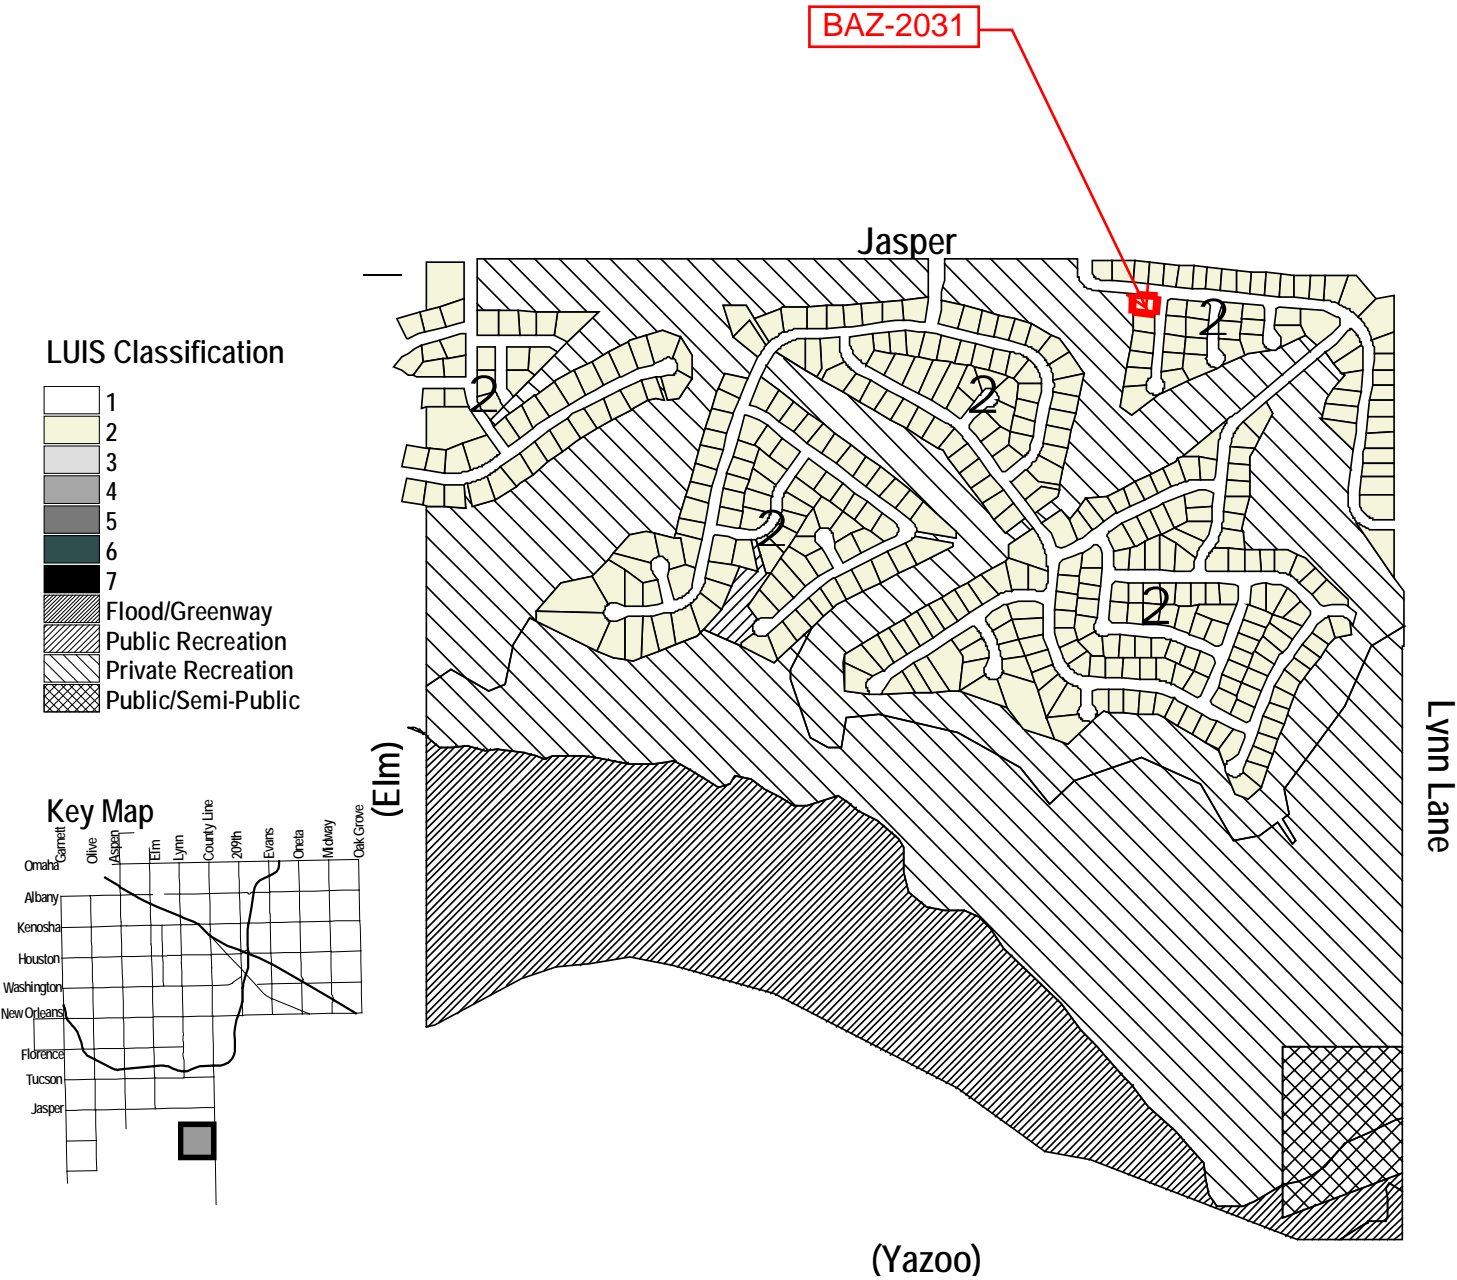 BAZ-2031
Jasper
2
2
2
2
2
LUIS Classification
1
2
3
4
5
6
7
Flood/Greenway
Public Recreation
Private Recreation
Public/Semi-Public
(Elm)
Lynn Lane
(Yazoo)
Key Map
Garnett
Olive
Aspen
Elm
Lynn
County Line
209th
Evans
Oneta
Midway
Oak Grove
Omaha
Albany
Kenosha
Houston
Washington
New Orleans
Florence
Tucson
Jasper